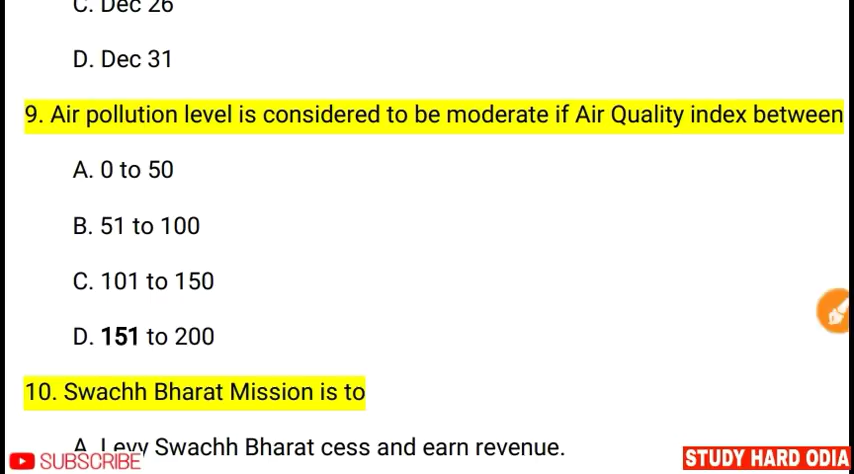 C. Dec 26
D. Dec 31
9. Air pollution level is considered to be moderate if Air Quality index between
A. 0 to 50
B. 51 to 100
C. 101 to 150
D. 151 to 200
10. Swachh Bharat Mission is to
A. Levy Swachh Bharat cess and earn revenue.
SUBSCRIBE
STUDY HARD ODIA